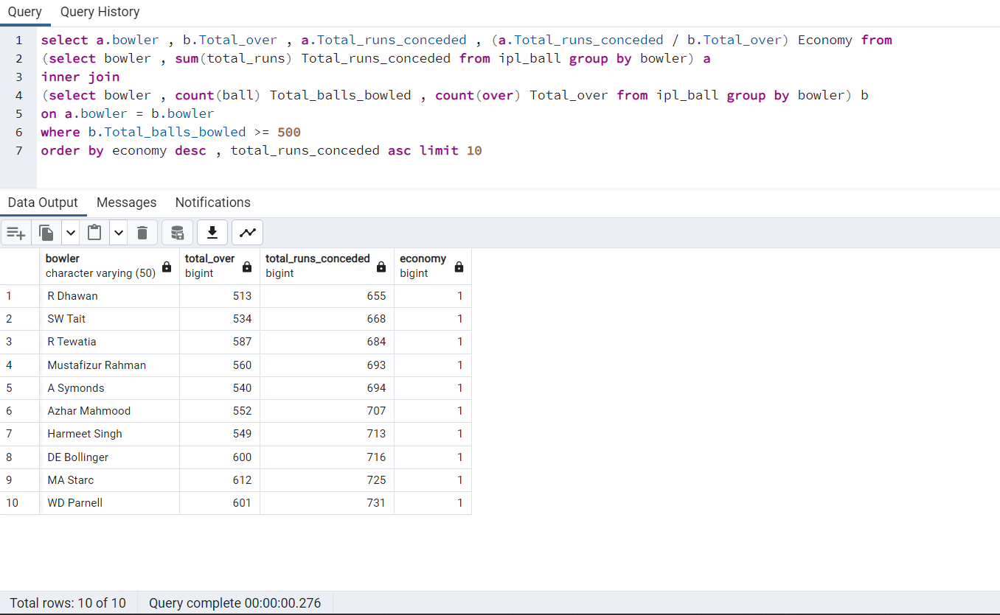 Query Query History
1 select a.bowler , b.Total_over , a.Total_runs_conceded , (a.Total_runs_conceded / b.Total_over) Economy from
2 (select bowler , sum(total_runs) Total_runs_conceded from ipl_ball group by bowler) a
3 inner join
4 (select bowler , count(ball) Total_balls_bowled , count(over) Total_over from ipl_ball group by bowler) b
5 on a.bowler = b.bowler
6 where b.Total_balls_bowled >= 500
7 order by economy desc , total_runs_conceded asc limit 10
Data Output Messages Notifications
bowler total_over total_runs_conceded economy
character varying (50) bigint bigint bigint
1 R Dhawan 513 655 1
2 SW Tait 534 668 1
3 R Tewatia 587 684 1
4 Mustafizur Rahman 560 693 1
5 A Symonds 540 694 1
6 Azhar Mahmood 552 707 1
7 Harmeet Singh 549 713 1
8 DE Bollinger 600 716 1
9 MA Starc 612 725 1
10 WD Parnell 601 731 1
Total rows: 10 of 10 Query complete 00:00:00.276